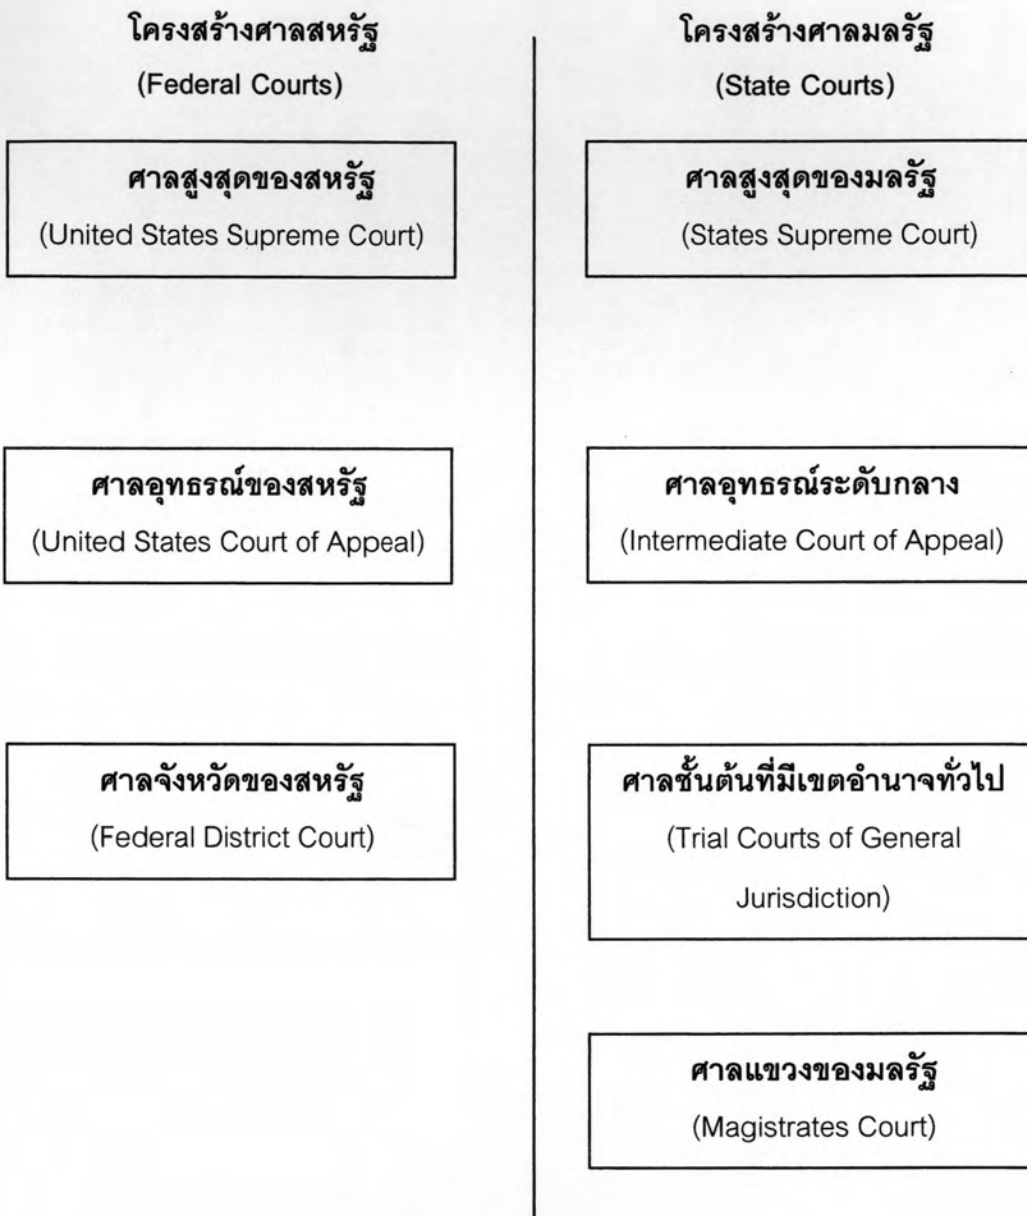 โครงสร้างศาลสหรัฐ
(Federal Courts)
ศาลสูงสุดของสหรัฐ
(United States Supreme Court)
ศาลอุทธรณ์ของสหรัฐ
(United States Court of Appeal)
ศาลจังหวัดของสหรัฐ
(Federal District Court)
โครงสร้างศาลมลรัฐ
(State Courts)
ศาลสูงสุดของมลรัฐ
(States Supreme Court)
ศาลอุทธรณ์ระดับกลาง
(Intermediate Court of Appeal)
ศาลชั้นต้นที่มีเขตอำนาจทั่วไป
(Trial Courts of General
Jurisdiction)
ศาลแขวงของมลรัฐ
(Magistrates Court)